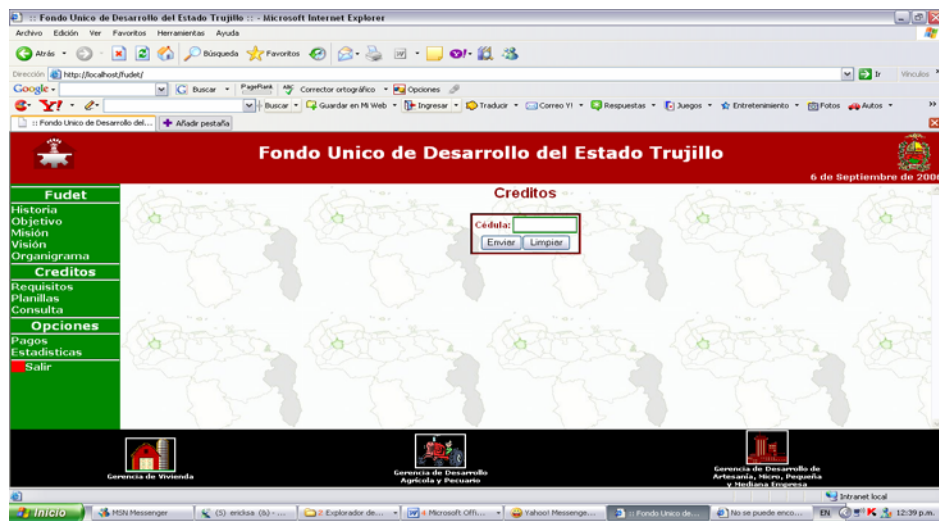 :: Fondo Unico de Desarrollo del Estado Trujillo :: - Microsoft Internet Explorer
Archivo Edición Ver Favoritos Herramientas Ayuda
Atrás Búsqueda Favoritos
Dirección http://localhost/fudet/ Ir Vínculos
Google Buscar PageRank Corrector ortográfico Opciones
Y! Buscar Guardar en Mi Web Ingresar Traducir Correo Y! Respuestas Juegos Entretenimiento Fotos Autos
:: Fondo Unico de Desarrollo del... Añadir pestaña
Fondo Unico de Desarrollo del Estado Trujillo
6 de Septiembre de 2006
Fudet
Historia
Objetivo
Misión
Visión
Organigrama
Creditos
Requisitos
Planillas
Consulta
Opciones
Pagos
Estadisticas
Salir
Creditos
Cédula:
Enviar Limpiar
Gerencia de Vivienda
Gerencia de Desarrollo
Agrícola y Pecuario
Gerencia de Desarrollo de
Artesanía, Micro, Pequeña
y Mediana Empresa
Intranet local
Inicio MSN Messenger 2 Explorador de... 4 Microsoft Offi... Yahoo! Messenge... :: Fondo Unico de... No se puede enco... EN 12:39 p.m.